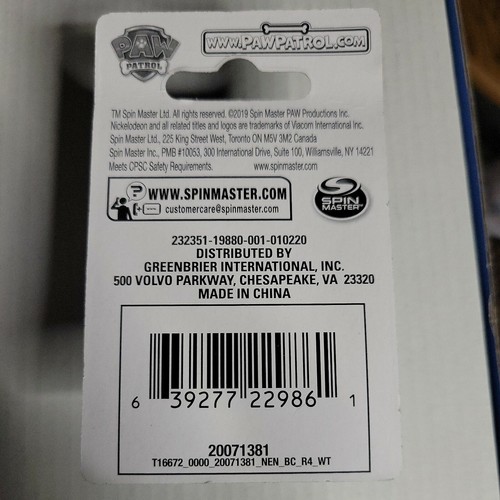 PAW
PATROL
WWW.PAWPATROL.COM
TM Spin Master Ltd. All rights reserved. ©2019 Spin Master PAW Productions Inc.
Nickelodeon and all related titles and logos are trademarks of Viacom International Inc.
Spin Master Ltd., 225 King Street West, Toronto ON M5V 3M2 Canada
Spin Master Inc., PMB #10053, 300 International Drive, Suite 100, Williamsville, NY 14221
Meets CPSC Safety Requirements. www.spinmaster.com
? WWW.SPINMASTER.COM
customercare@spinmaster.com
SPIN
MASTER™
232351-19880-001-010220
DISTRIBUTED BY
GREENBRIER INTERNATIONAL, INC.
500 VOLVO PARKWAY, CHESAPEAKE, VA 23320
MADE IN CHINA
6 39277 22986 1
20071381
T16672_0000_20071381_NEN_BC_R4_WT